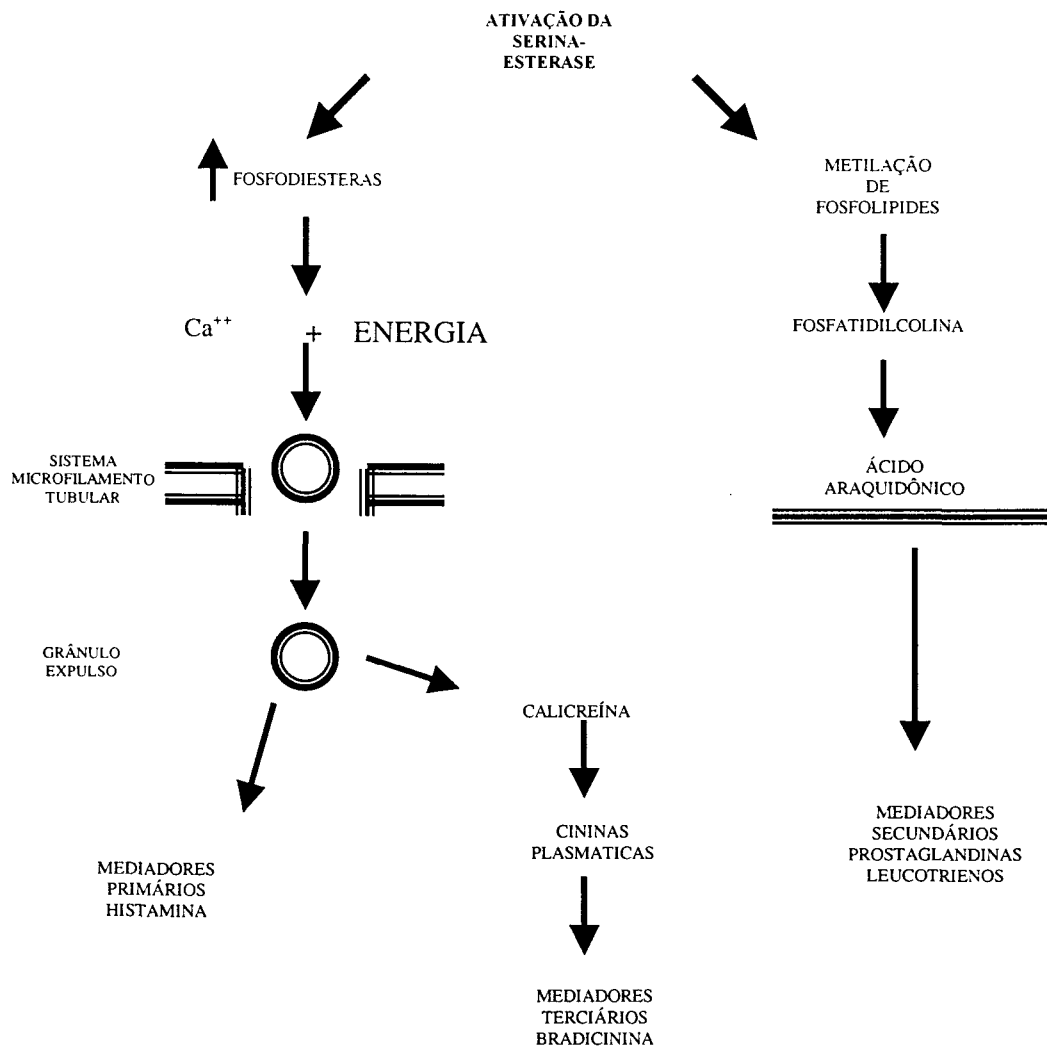 ATIVAÇÃO DA
SERINA-
ESTERASE
FOSFODIESTERAS
METILAÇÃO
DE
FOSFOLIPIDES
Ca++ + ENERGIA
FOSFATIDILCOLINA
SISTEMA
MICROFILAMENTO
TUBULAR
ÁCIDO
ARAQUIDÔNICO
GRÂNULO
EXPULSO
CALICREÍNA
CININAS
PLASMATICAS
MEDIADORES
SECUNDÁRIOS
PROSTAGLANDINAS
LEUCOTRIENOS
MEDIADORES
PRIMÁRIOS
HISTAMINA
MEDIADORES
TERCIÁRIOS
BRADICININA